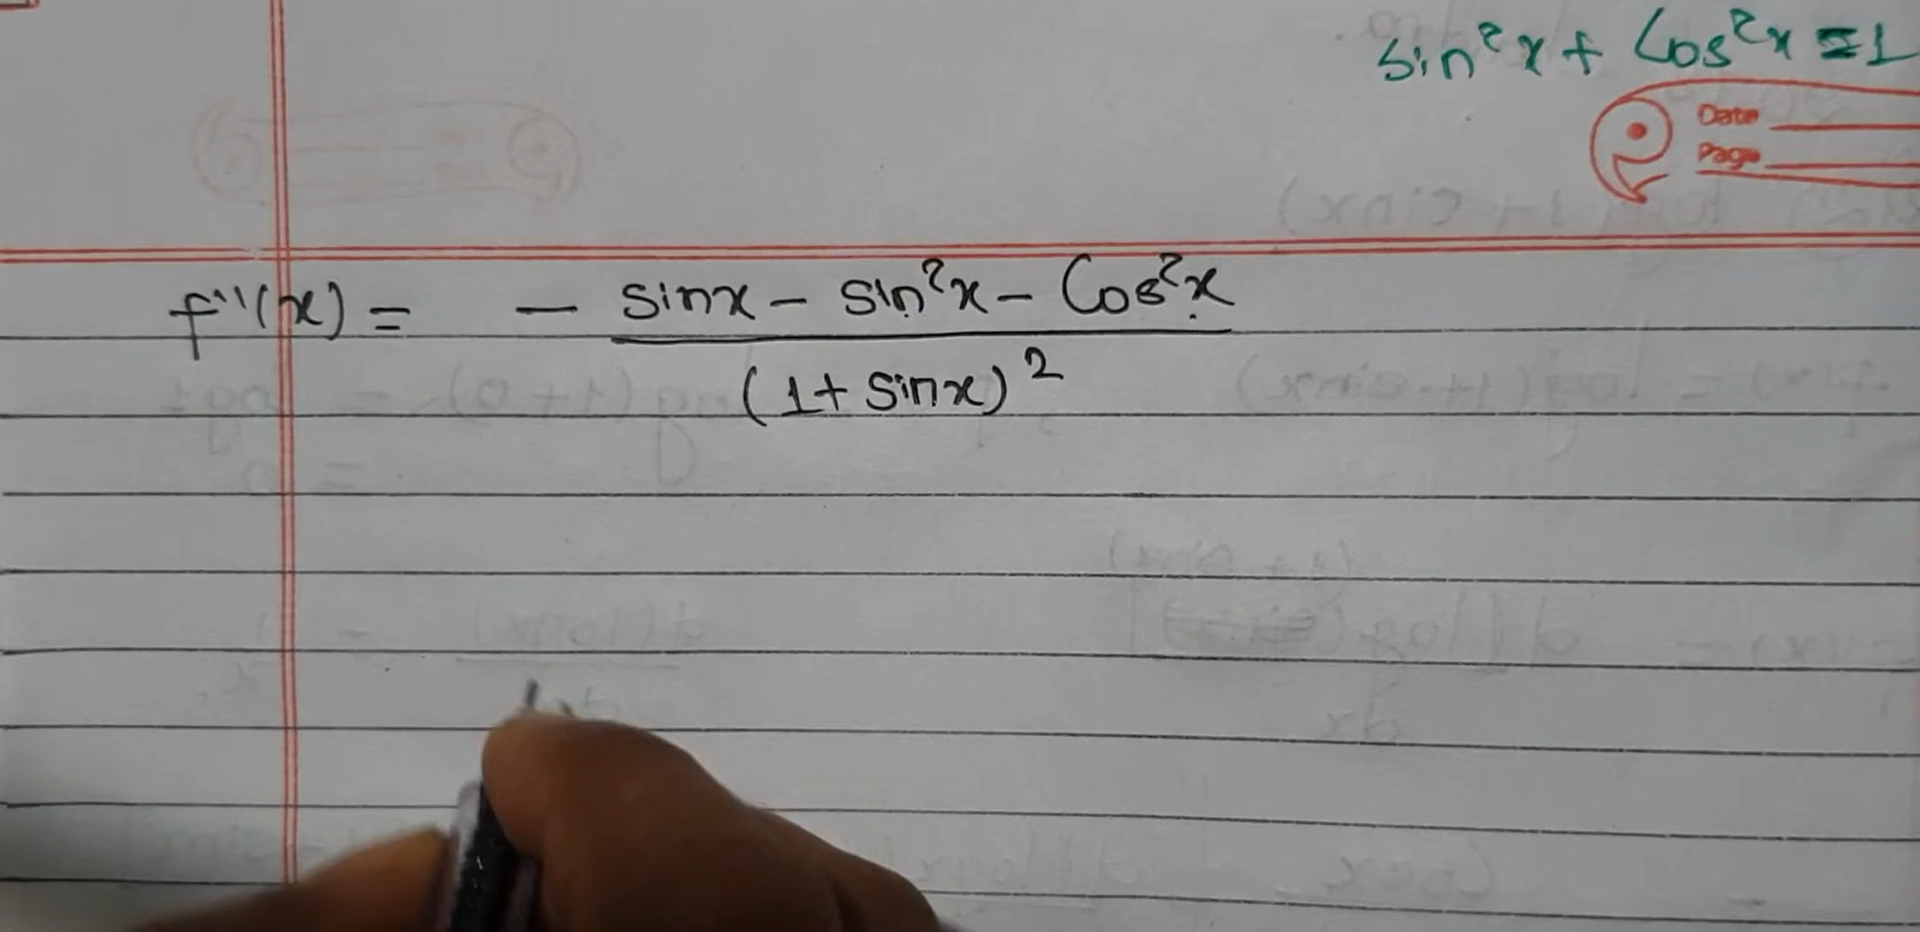 sin²x + Cos²x = 1
Date
Page
f''(x) = - sinx - sin²x - Cos²x
(1 + sinx)²